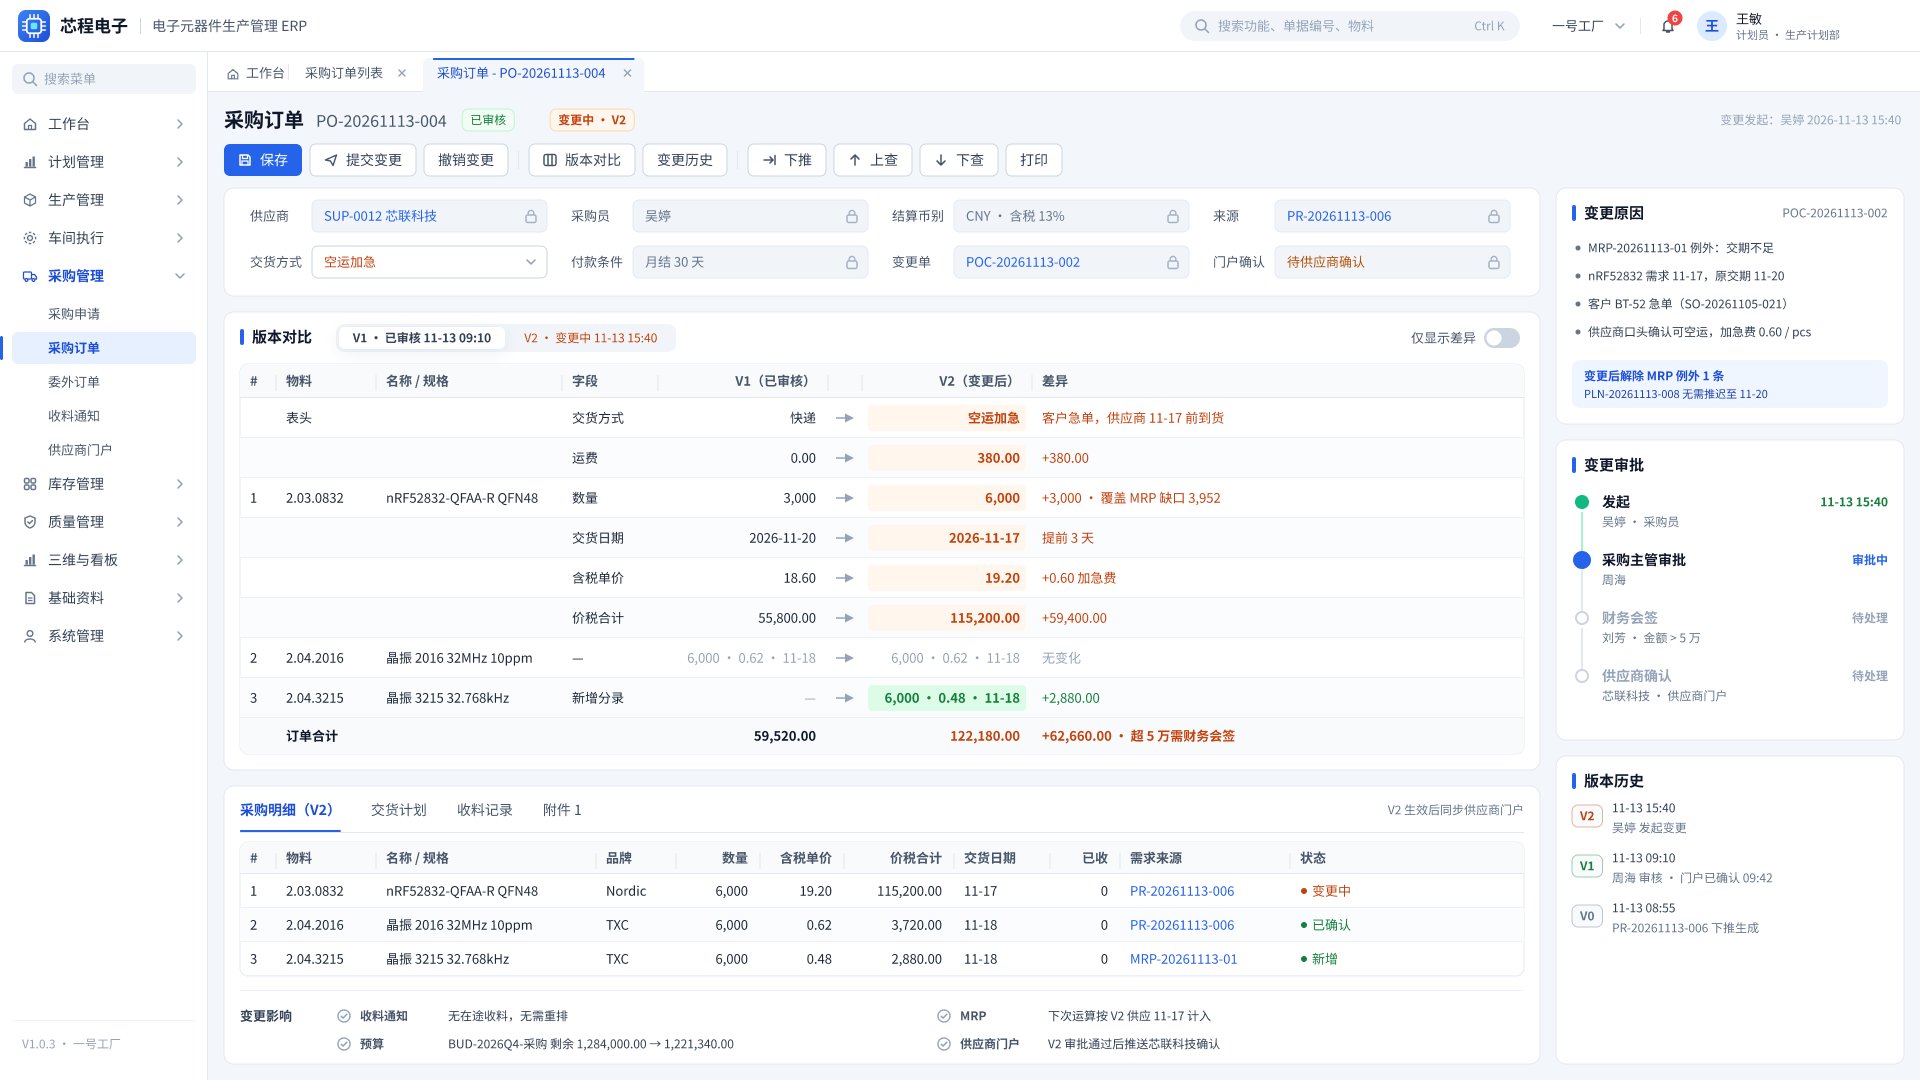 芯程电子 电子元器件生产管理 ERP
搜索功能、单据编号、物料 Ctrl K
一号工厂
6
王
王敏
计划员 · 生产计划部
搜索菜单
工作台
计划管理
生产管理
车间执行
采购管理
采购申请
采购订单
委外订单
收料通知
供应商门户
库存管理
质量管理
三维与看板
基础资料
系统管理
V1.0.3 · 一号工厂
工作台 采购订单列表 采购订单 - PO-20261113-004
采购订单 PO-20261113-004 已审核 变更中 · V2
变更发起：吴婷 2026-11-13 15:40
保存 提交变更 撤销变更 版本对比 变更历史 下推 上查 下查 打印
供应商 SUP-0012 芯联科技 采购员 吴婷 结算币别 CNY · 含税 13% 来源 PR-20261113-006
交货方式 空运加急 付款条件 月结 30 天 变更单 POC-20261113-002 门户确认 待供应商确认
版本对比 V1 · 已审核 11-13 09:10 V2 · 变更中 11-13 15:40 仅显示差异
# 物料 名称 / 规格 字段 V1（已审核） V2（变更后） 差异
表头 交货方式 快递 空运加急 客户急单，供应商 11-17 前到货
运费 0.00 380.00 +380.00
1 2.03.0832 nRF52832-QFAA-R QFN48 数量 3,000 6,000 +3,000 · 覆盖 MRP 缺口 3,952
交货日期 2026-11-20 2026-11-17 提前 3 天
含税单价 18.60 19.20 +0.60 加急费
价税合计 55,800.00 115,200.00 +59,400.00
2 2.04.2016 晶振 2016 32MHz 10ppm — 6,000 · 0.62 · 11-18 6,000 · 0.62 · 11-18 无变化
3 2.04.3215 晶振 3215 32.768kHz 新增分录 — 6,000 · 0.48 · 11-18 +2,880.00
订单合计 59,520.00 122,180.00 +62,660.00 · 超 5 万需财务会签
采购明细（V2） 交货计划 收料记录 附件 1 V2 生效后同步供应商门户
# 物料 名称 / 规格 品牌 数量 含税单价 价税合计 交货日期 已收 需求来源 状态
1 2.03.0832 nRF52832-QFAA-R QFN48 Nordic 6,000 19.20 115,200.00 11-17 0 PR-20261113-006 变更中
2 2.04.2016 晶振 2016 32MHz 10ppm TXC 6,000 0.62 3,720.00 11-18 0 PR-20261113-006 已确认
3 2.04.3215 晶振 3215 32.768kHz TXC 6,000 0.48 2,880.00 11-18 0 MRP-20261113-01 新增
变更影响 收料通知 无在途收料，无需重排 MRP 下次运算按 V2 供应 11-17 计入
预算 BUD-2026Q4-采购 剩余 1,284,000.00 → 1,221,340.00 供应商门户 V2 审批通过后推送芯联科技确认
变更原因 POC-20261113-002
MRP-20261113-01 例外：交期不足
nRF52832 需求 11-17，原交期 11-20
客户 BT-52 急单（SO-20261105-021）
供应商口头确认可空运，加急费 0.60 / pcs
变更后解除 MRP 例外 1 条
PLN-20261113-008 无需推迟至 11-20
变更审批
发起 11-13 15:40
吴婷 · 采购员
采购主管审批 审批中
周海
财务会签 待处理
刘芳 · 金额 > 5 万
供应商确认 待处理
芯联科技 · 供应商门户
版本历史
V2 11-13 15:40
吴婷 发起变更
V1 11-13 09:10
周海 审核 · 门户已确认 09:42
V0 11-13 08:55
PR-20261113-006 下推生成